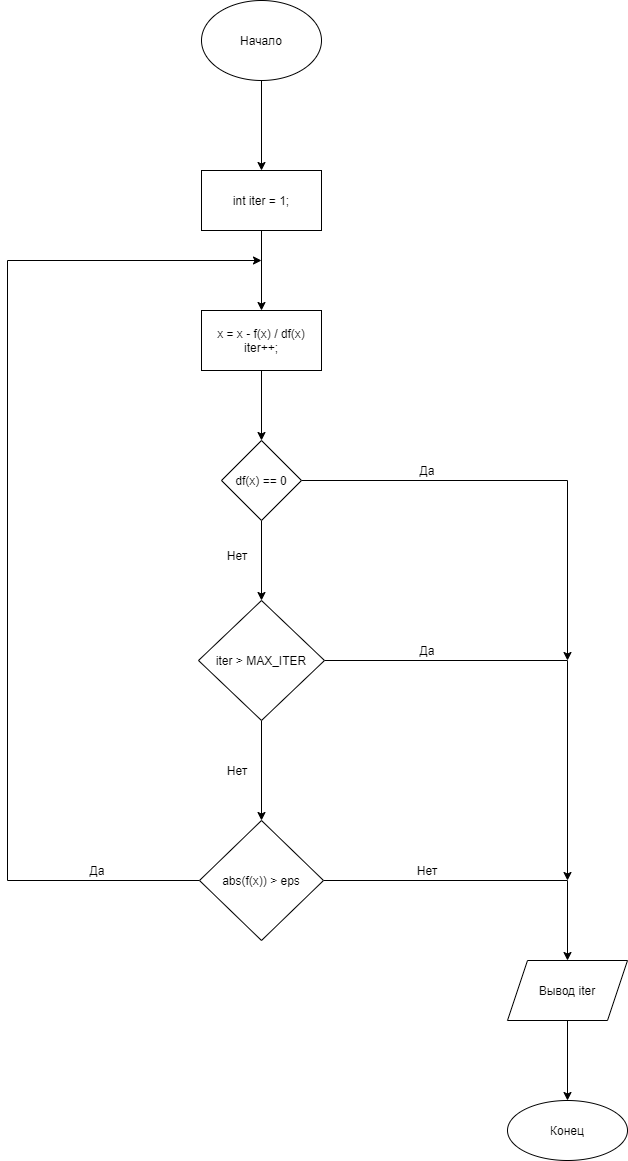 Начало
int iter = 1;
x = x - f(x) / df(x)
iter++;
df(x) == 0
Да
Нет
iter > MAX_ITER
Да
Нет
abs(f(x)) > eps
Да
Нет
Вывод iter
Конец